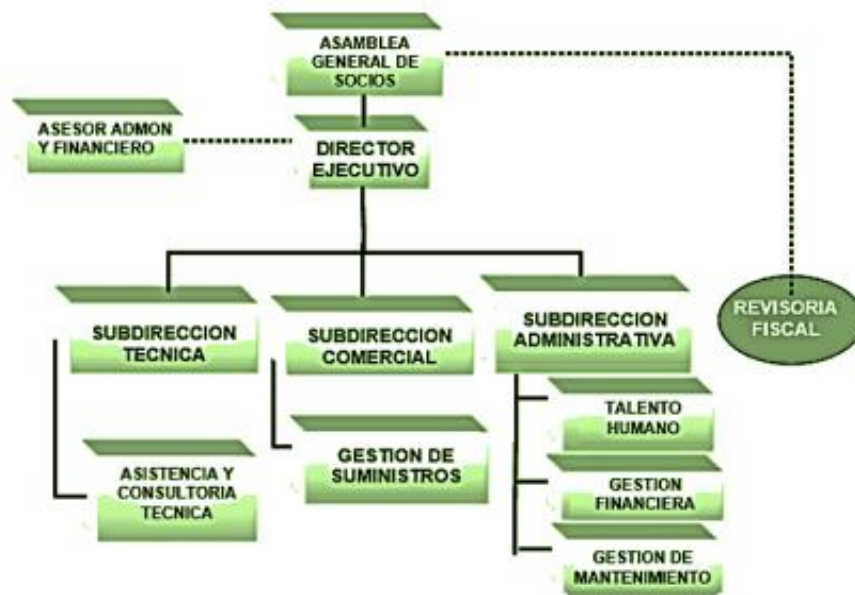 ASAMBLEA
GENERAL DE
SOCIOS
ASESOR ADMON
Y FINANCIERO
DIRECTOR
EJECUTIVO
SUBDIRECCION
TECNICA
SUBDIRECCION
COMERCIAL
SUBDIRECCION
ADMINISTRATIVA
REVISORIA
FISCAL
ASISTENCIA Y
CONSULTORIA
TECNICA
GESTION DE
SUMINISTROS
TALENTO
HUMANO
GESTION
FINANCIERA
GESTION DE
MANTENIMIENTO